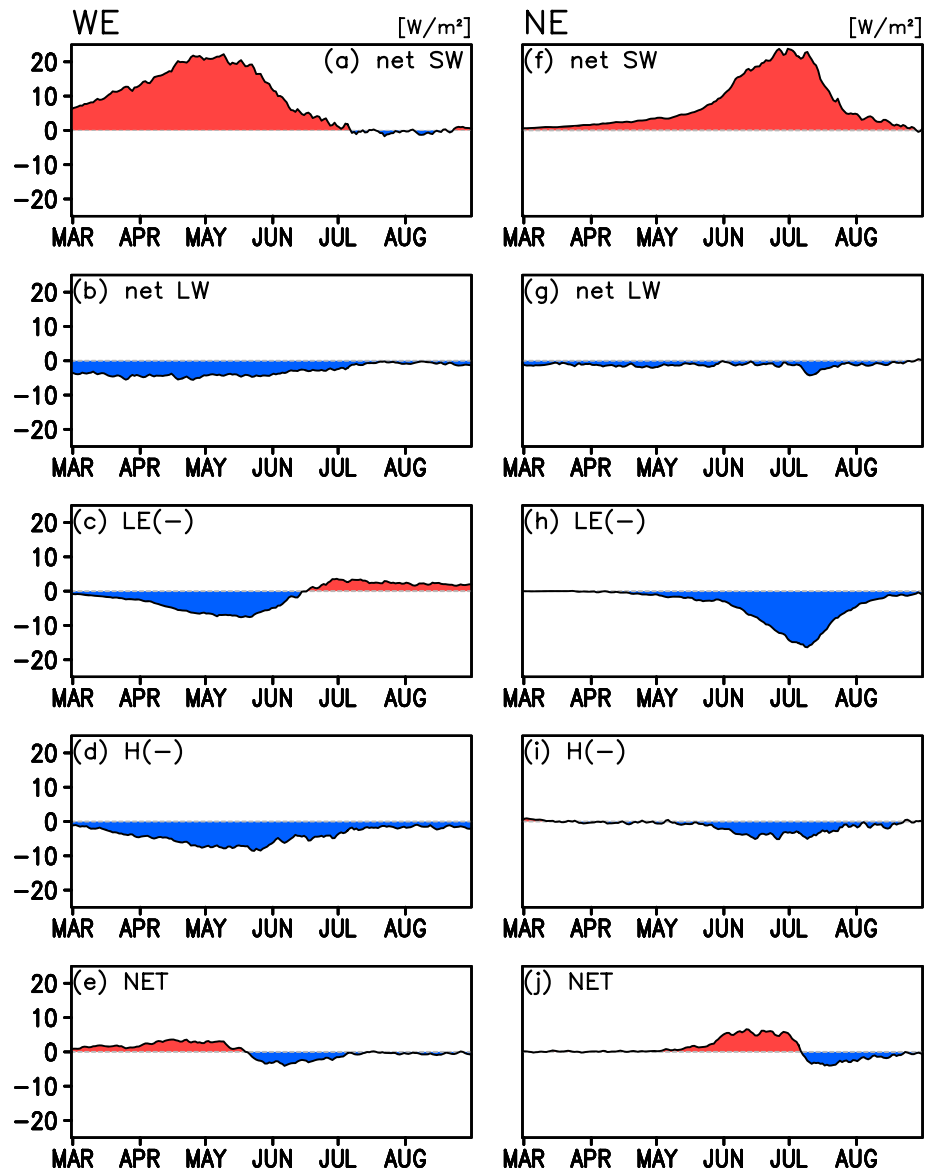 WE [W/m²] NE [W/m²]
(a) net SW
20
10
0
−10
−20
MAR APR MAY JUN JUL AUG
(f) net SW
MAR APR MAY JUN JUL AUG
(b) net LW
20
10
0
−10
−20
MAR APR MAY JUN JUL AUG
(g) net LW
MAR APR MAY JUN JUL AUG
(c) LE(−)
20
10
0
−10
−20
MAR APR MAY JUN JUL AUG
(h) LE(−)
MAR APR MAY JUN JUL AUG
(d) H(−)
20
10
0
−10
−20
MAR APR MAY JUN JUL AUG
(i) H(−)
MAR APR MAY JUN JUL AUG
(e) NET
20
10
0
−10
−20
MAR APR MAY JUN JUL AUG
(j) NET
MAR APR MAY JUN JUL AUG